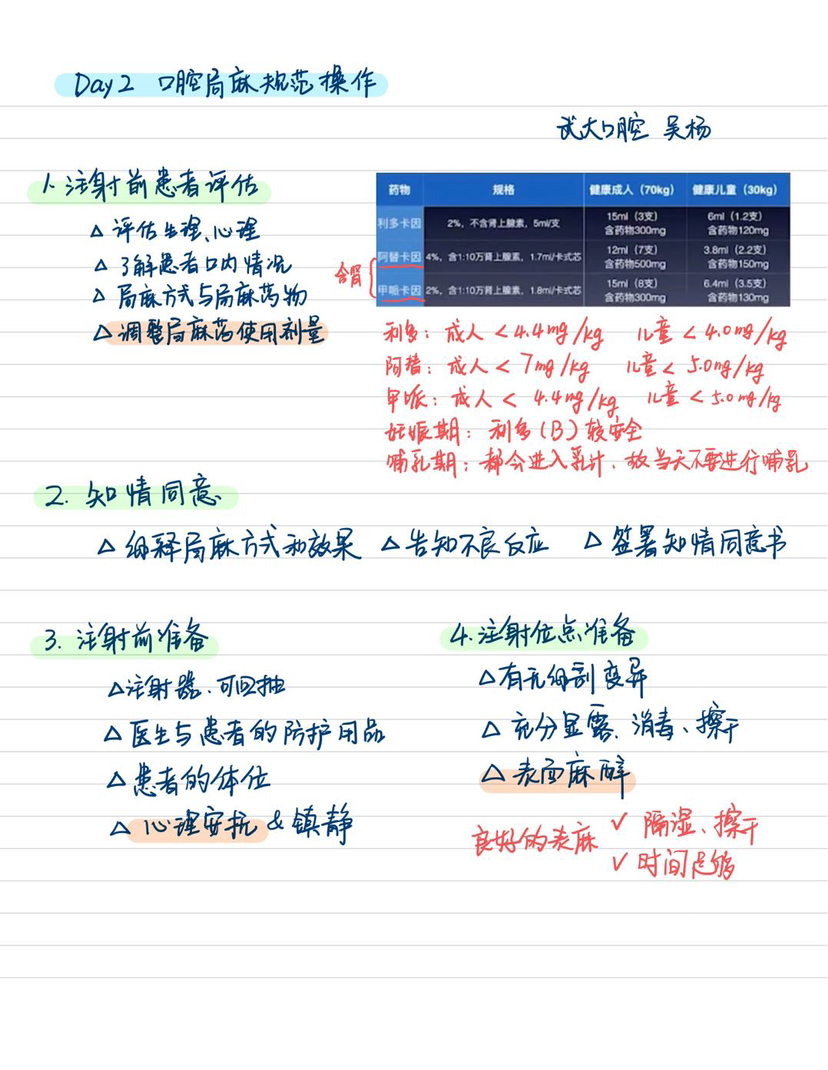 Day 2 口腔局麻规范操作
武大口腔 吴杨
1. 注射前患者评估
△ 评估生理、心理
△ 了解患者口内情况
△ 局麻方式与局麻药物
△ 调整局麻药使用剂量
药物 规格 健康成人（70kg） 健康儿童（30kg）
利多卡因 2%，不含肾上腺素，5ml/支 15ml（3支） 含药物300mg 6ml（1.2支） 含药物120mg
阿替卡因 4%，含1:10万肾上腺素，1.7ml/卡式芯 12ml（7支） 含药物500mg 3.8ml（2.2支） 含药物150mg
甲哌卡因 2%，含1:10万肾上腺素，1.8ml/卡式芯 15ml（8支） 含药物300mg 6.4ml（3.5支） 含药物130mg
含肾
利多：成人 < 4.4mg/kg 儿童 < 4.0mg/kg
阿替：成人 < 7mg/kg 儿童 < 5.0mg/kg
甲哌：成人 < 4.4mg/kg 儿童 < 5.0mg/kg
妊娠期：利多（B）较安全
哺乳期：都会进入乳汁，故当天不要进行哺乳
2. 知情同意
△ 解释局麻方式和效果 △ 告知不良反应 △ 签署知情同意书
3. 注射前准备
△ 注射器、可回抽
△ 医生与患者的防护用品
△ 患者的体位
△ 心理安抚 & 镇静
4. 注射位点准备
△ 有无解剖变异
△ 充分显露、消毒、擦干
△ 表面麻醉
良好的表麻 ✓ 隔湿、擦干
✓ 时间足够